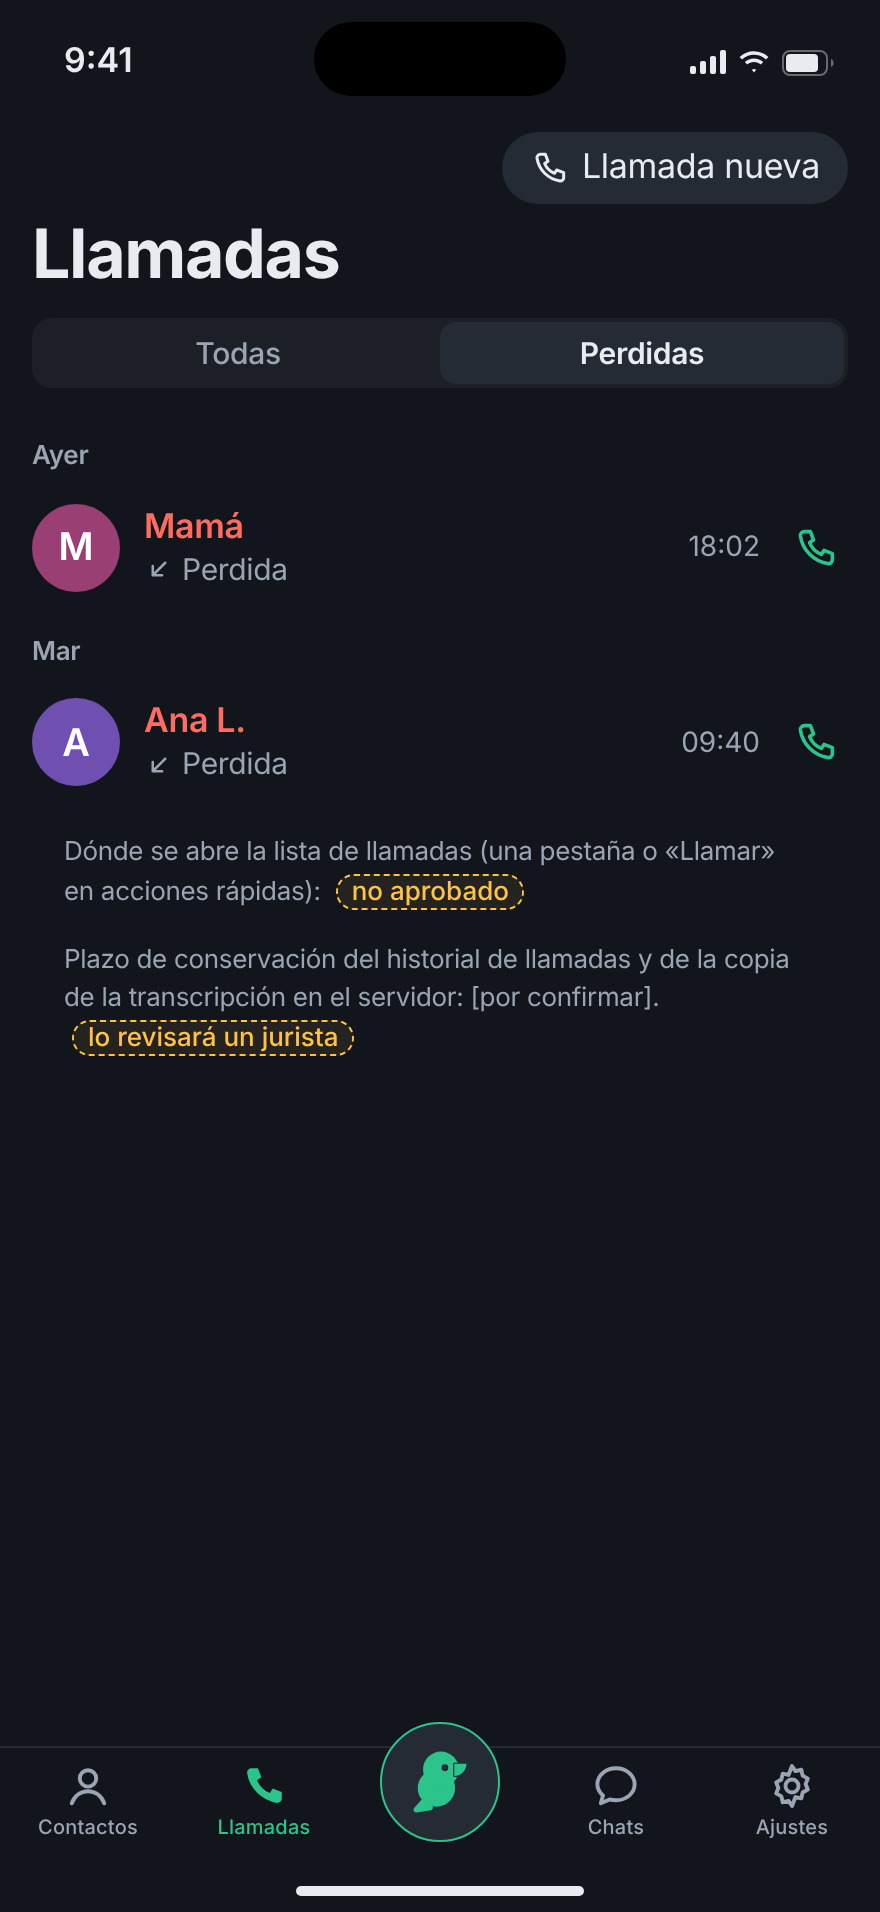 9:41
Llamada nueva
Llamadas
Todas
Perdidas
Ayer
M
Mamá
Perdida
18:02
Mar
A
Ana L.
Perdida
09:40
Dónde se abre la lista de llamadas (una pestaña o «Llamar»
en acciones rápidas): no aprobado
Plazo de conservación del historial de llamadas y de la copia
de la transcripción en el servidor: [por confirmar].
lo revisará un jurista
Contactos
Llamadas
Chats
Ajustes